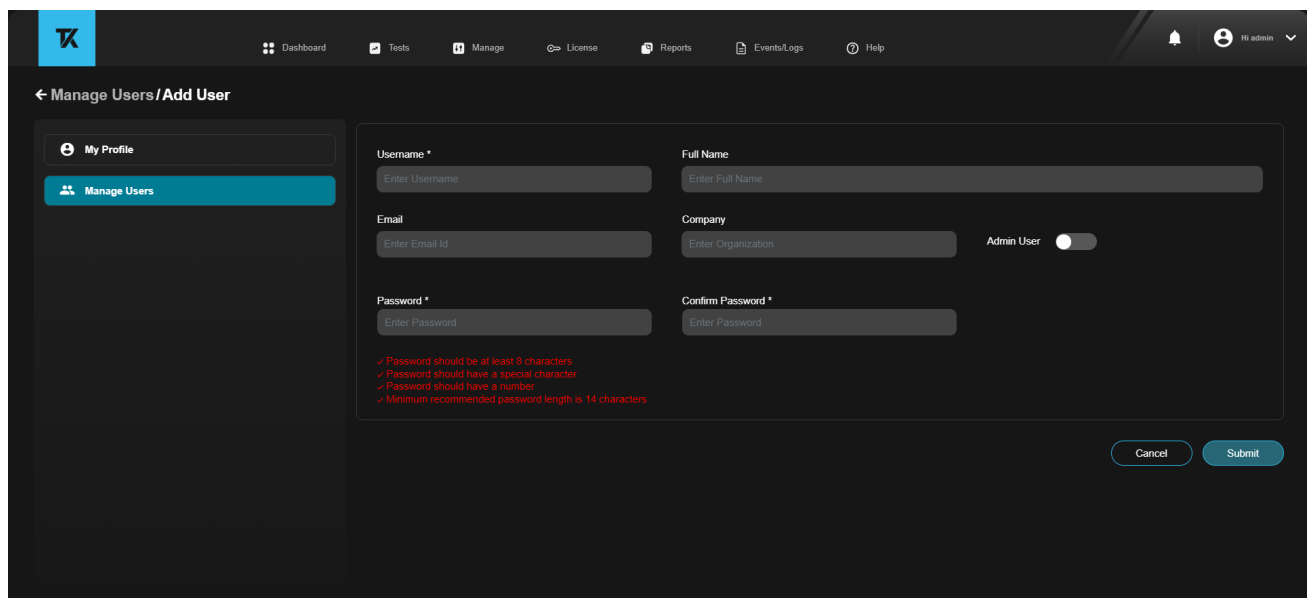 TK
Dashboard Tests Manage License Reports Events/Logs Help Hi admin
Manage Users/Add User
My Profile
Manage Users
Username * Full Name
Enter Username Enter Full Name
Email Company
Enter Email Id Enter Organization Admin User
Password * Confirm Password *
Enter Password Enter Password
Password should be at least 8 characters
Password should have a special character
Password should have a number
Minimum recommended password length is 14 characters
Cancel Submit